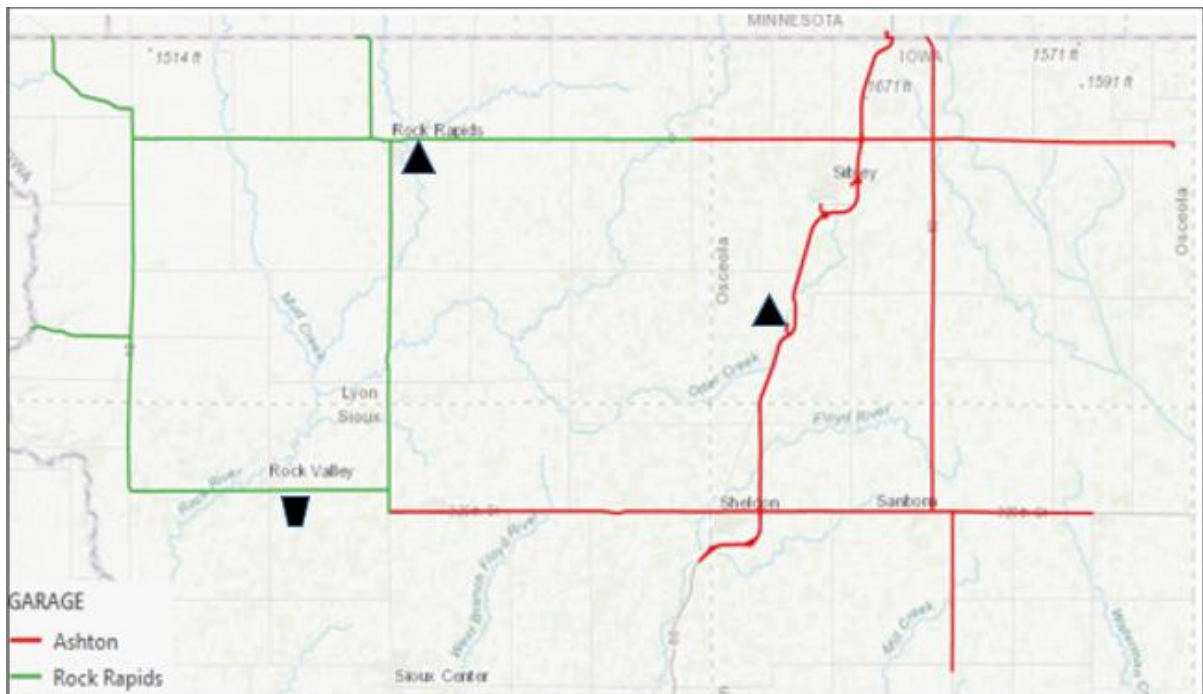 MINNESOTA
IOWA
1514 ft
1571 ft
1591 ft
1671 ft
Rock Rapids
Sibley
Osceola
Osceola
Mud Creek
Otter Creek
Lyon
Sioux
Floyd River
Rock Valley
Rock River
Sheldon
Sanborn
West Branch Floyd River
Mill Creek
Sioux Center
GARAGE
Ashton
Rock Rapids